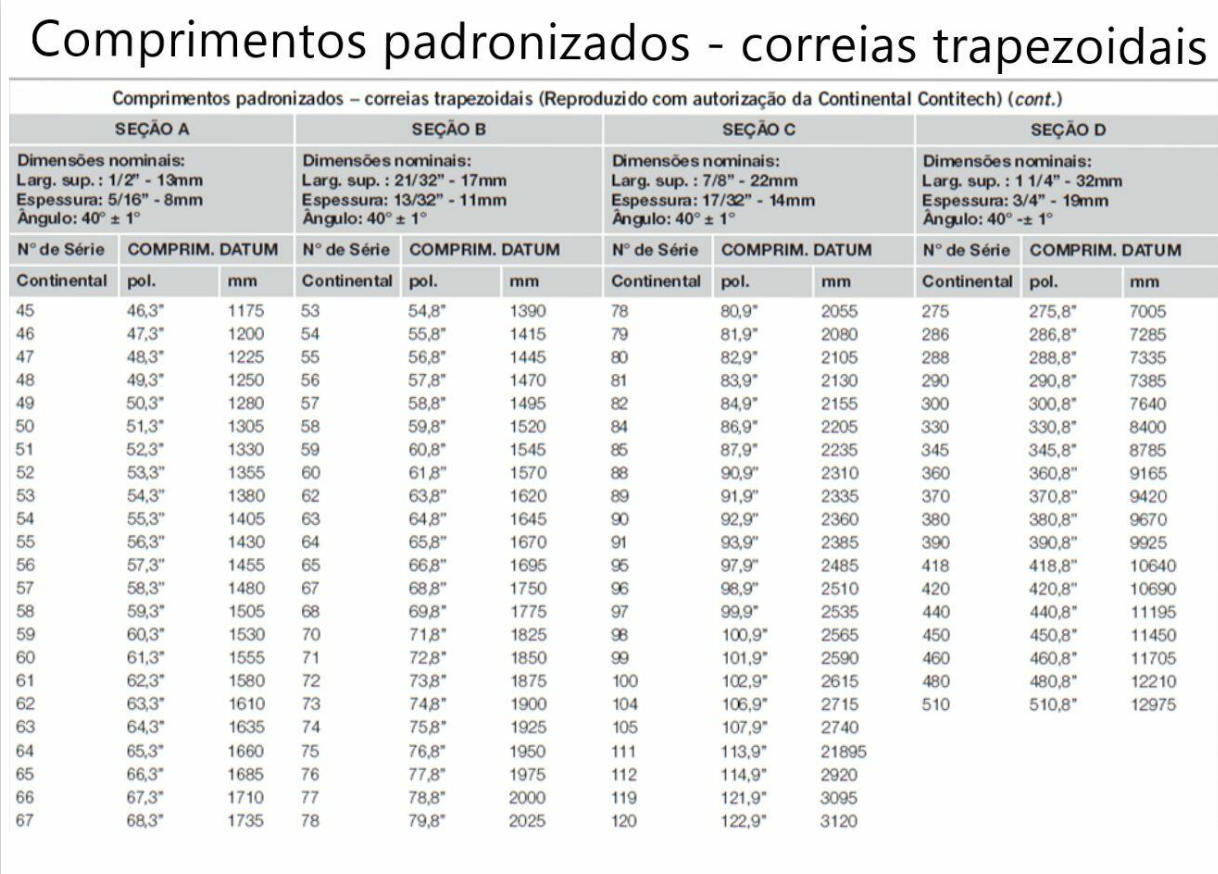 Comprimentos padronizados - correias trapezoidais
Comprimentos padronizados – correias trapezoidais (Reproduzido com autorização da Continental Contitech) (cont.)
SEÇÃO A SEÇÃO B SEÇÃO C SEÇÃO D
Dimensões nominais: Dimensões nominais: Dimensões nominais: Dimensões nominais:
Larg. sup. : 1/2” - 13mm Larg. sup. : 21/32” - 17mm Larg. sup. : 7/8” - 22mm Larg. sup. : 1 1/4” - 32mm
Espessura: 5/16” - 8mm Espessura: 13/32” - 11mm Espessura: 17/32” - 14mm Espessura: 3/4” - 19mm
Ângulo: 40° ± 1° Ângulo: 40° ± 1° Ângulo: 40° ± 1° Ângulo: 40° -± 1°
N° de Série COMPRIM. DATUM N° de Série COMPRIM. DATUM N° de Série COMPRIM. DATUM N° de Série COMPRIM. DATUM
Continental pol. mm Continental pol. mm Continental pol. mm Continental pol. mm
45 46,3” 1175 53 54,8” 1390 78 80,9” 2055 275 275,8” 7005
46 47,3” 1200 54 55,8” 1415 79 81,9” 2080 286 286,8” 7285
47 48,3” 1225 55 56,8” 1445 80 82,9” 2105 288 288,8” 7335
48 49,3” 1250 56 57,8” 1470 81 83,9” 2130 290 290,8” 7385
49 50,3” 1280 57 58,8” 1495 82 84,9” 2155 300 300,8” 7640
50 51,3” 1305 58 59,8” 1520 84 86,9” 2205 330 330,8” 8400
51 52,3” 1330 59 60,8” 1545 85 87,9” 2235 345 345,8” 8785
52 53,3” 1355 60 61,8” 1570 88 90,9” 2310 360 360,8” 9165
53 54,3” 1380 62 63,8” 1620 89 91,9” 2335 370 370,8” 9420
54 55,3” 1405 63 64,8” 1645 90 92,9” 2360 380 380,8” 9670
55 56,3” 1430 64 65,8” 1670 91 93,9” 2385 390 390,8” 9925
56 57,3” 1455 65 66,8” 1695 95 97,9” 2485 418 418,8” 10640
57 58,3” 1480 67 68,8” 1750 96 98,9” 2510 420 420,8” 10690
58 59,3” 1505 68 69,8” 1775 97 99,9” 2535 440 440,8” 11195
59 60,3” 1530 70 71,8” 1825 98 100,9” 2565 450 450,8” 11450
60 61,3” 1555 71 72,8” 1850 99 101,9” 2590 460 460,8” 11705
61 62,3” 1580 72 73,8” 1875 100 102,9” 2615 480 480,8” 12210
62 63,3” 1610 73 74,8” 1900 104 106,9” 2715 510 510,8” 12975
63 64,3” 1635 74 75,8” 1925 105 107,9” 2740
64 65,3” 1660 75 76,8” 1950 111 113,9” 21895
65 66,3” 1685 76 77,8” 1975 112 114,9” 2920
66 67,3” 1710 77 78,8” 2000 119 121,9” 3095
67 68,3” 1735 78 79,8” 2025 120 122,9” 3120